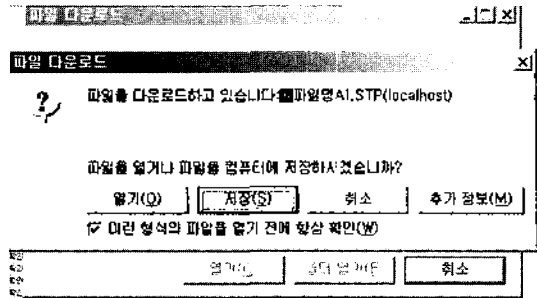 파일 다운로드
파일 다운로드
파일을 다운로드하고 있습니다: 파일명A1.STP(localhost)
파일을 열거나 파일을 컴퓨터에 저장하시겠습니까?
열기(O) 저장(S) 취소 추가 정보(M)
이런 형식의 파일을 열기 전에 항상 확인(W)
폴더 열기(F) 취소